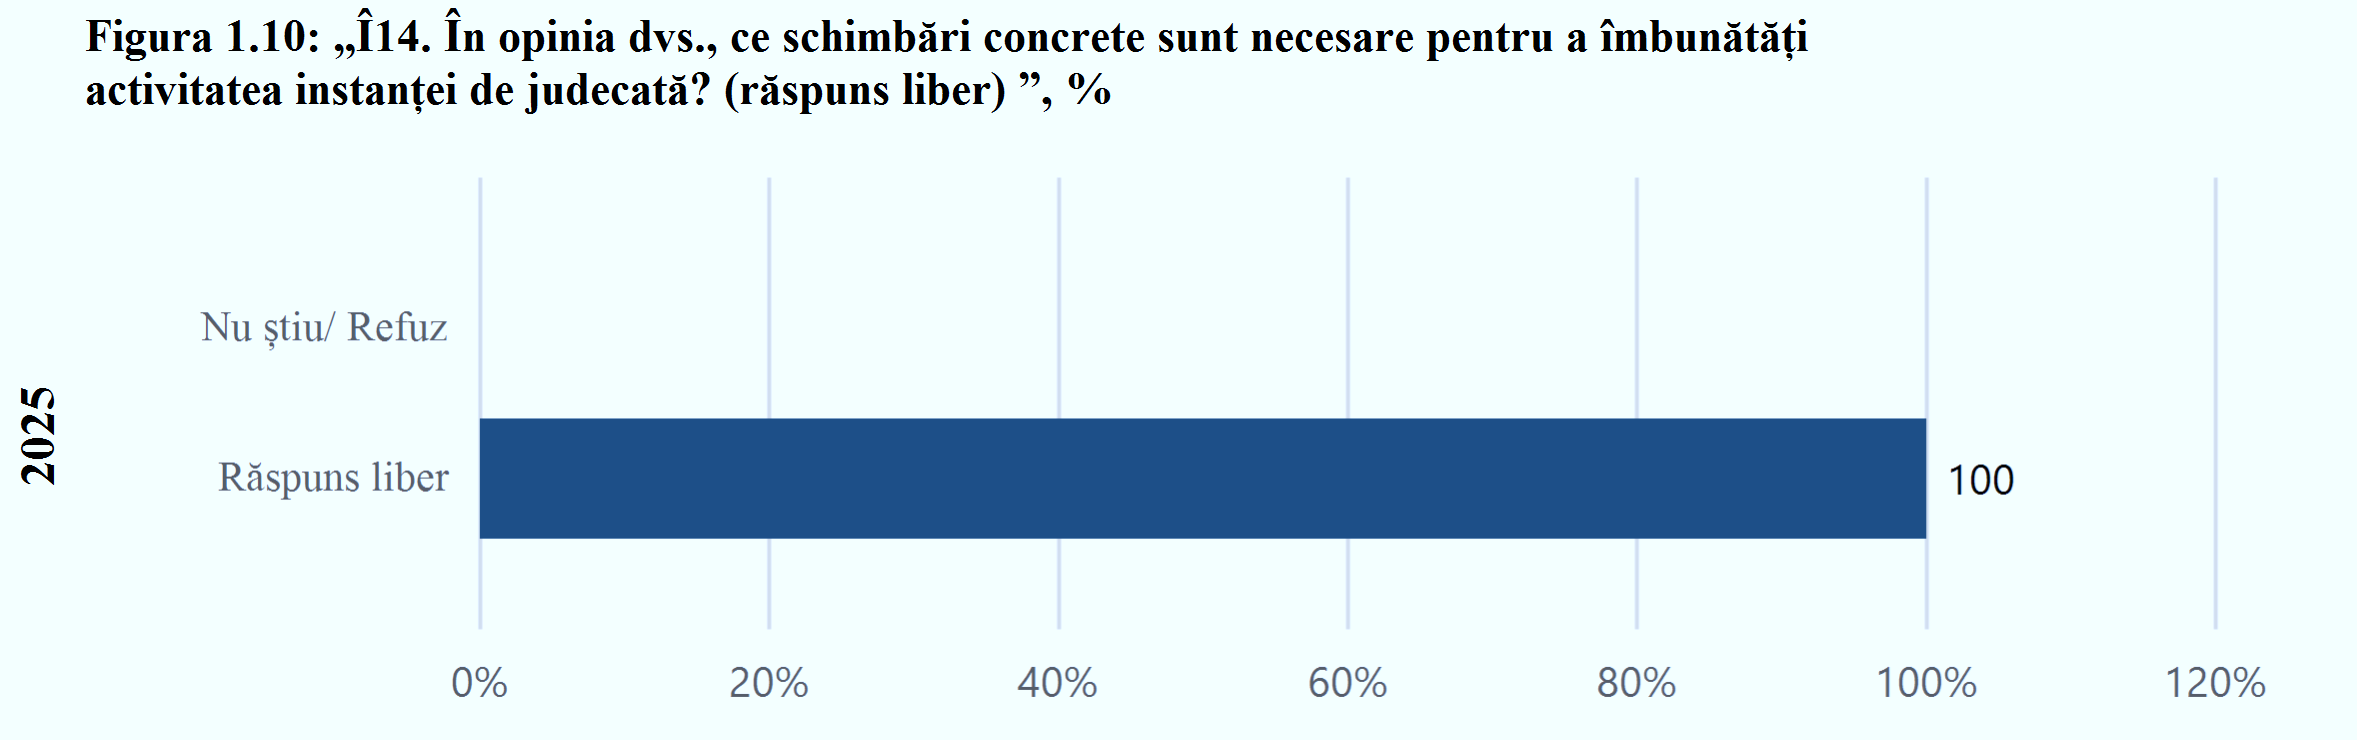 Figura 1.10: „Î14. În opinia dvs., ce schimbări concrete sunt necesare pentru a îmbunătăți
activitatea instanței de judecată? (răspuns liber) ”, %
2025
Nu știu/ Refuz
Răspuns liber
100
0%
20%
40%
60%
80%
100%
120%